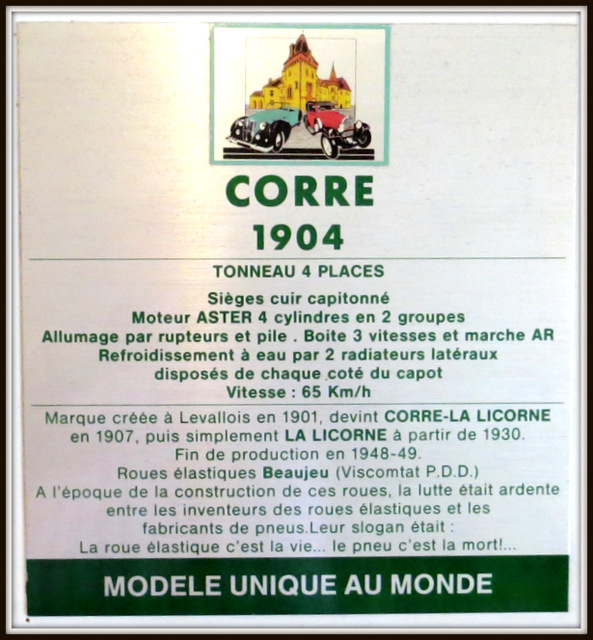 CORRE
1904
TONNEAU 4 PLACES
Sièges cuir capitonné
Moteur ASTER 4 cylindres en 2 groupes
Allumage par rupteurs et pile . Boite 3 vitesses et marche AR
Refroidissement à eau par 2 radiateurs latéraux
disposés de chaque coté du capot
Vitesse : 65 Km/h
Marque créée à Levallois en 1901, devint CORRE-LA LICORNE
en 1907, puis simplement LA LICORNE à partir de 1930.
Fin de production en 1948-49.
Roues élastiques Beaujeu (Viscomtat P.D.D.)
A l'époque de la construction de ces roues, la lutte était ardente
entre les inventeurs des roues élastiques et les
fabricants de pneus.Leur slogan était :
La roue élastique c'est la vie... le pneu c'est la mort!...
MODELE UNIQUE AU MONDE